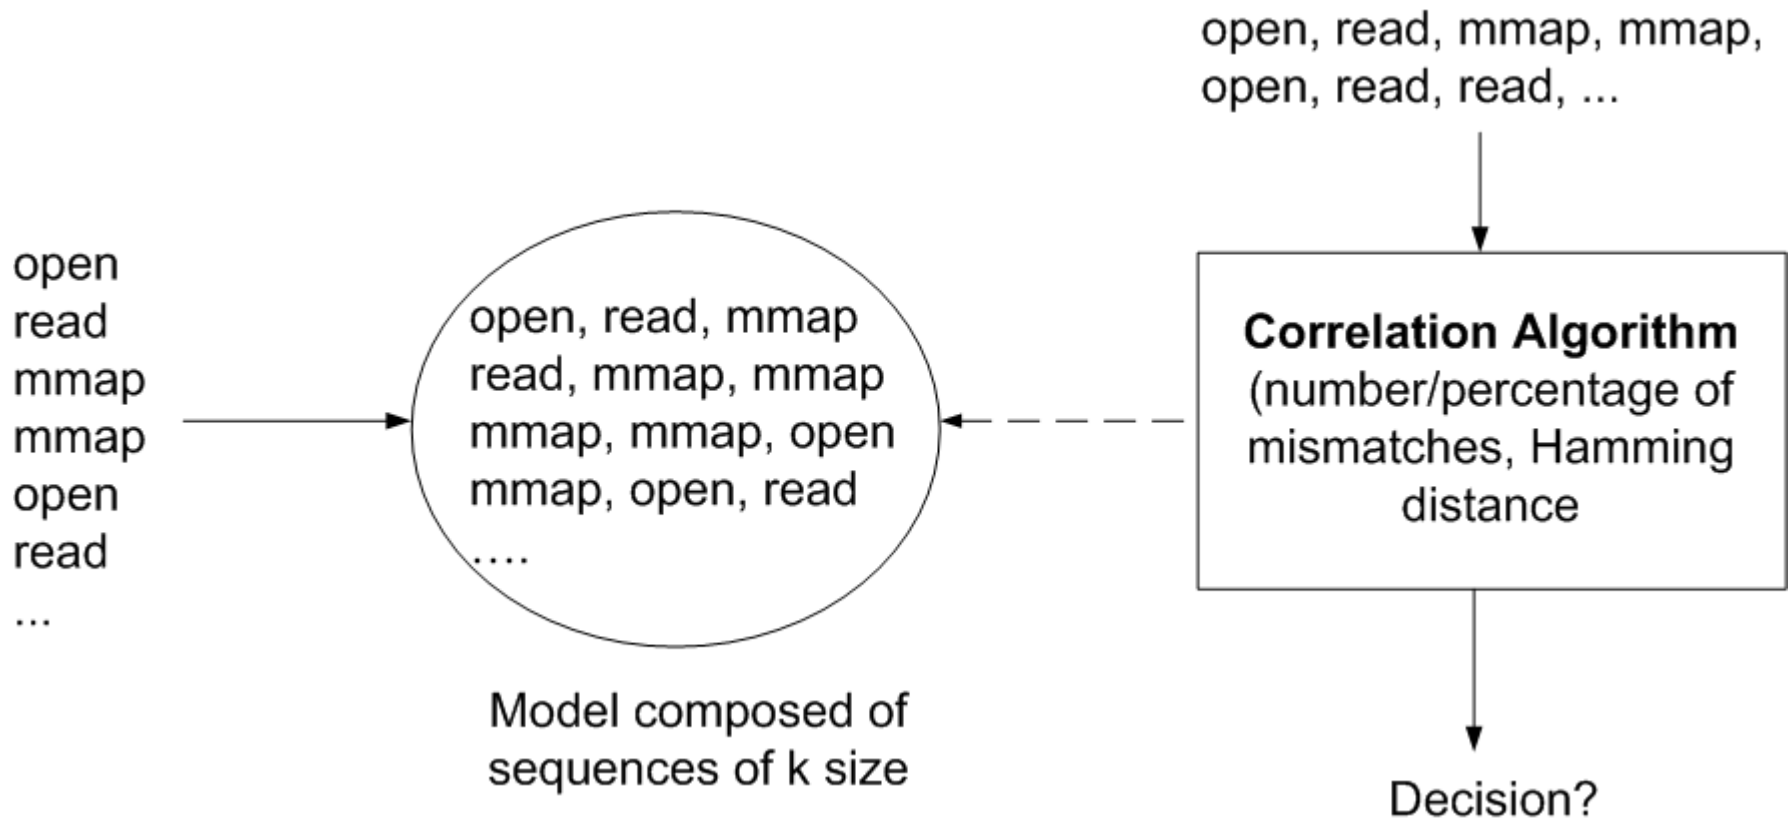 open, read, mmap, mmap,
open, read, read, ...
open
read
mmap
mmap
open
read
...
open, read, mmap
read, mmap, mmap
mmap, mmap, open
mmap, open, read
....
Model composed of
sequences of k size
Correlation Algorithm
(number/percentage of
mismatches, Hamming
distance
Decision?